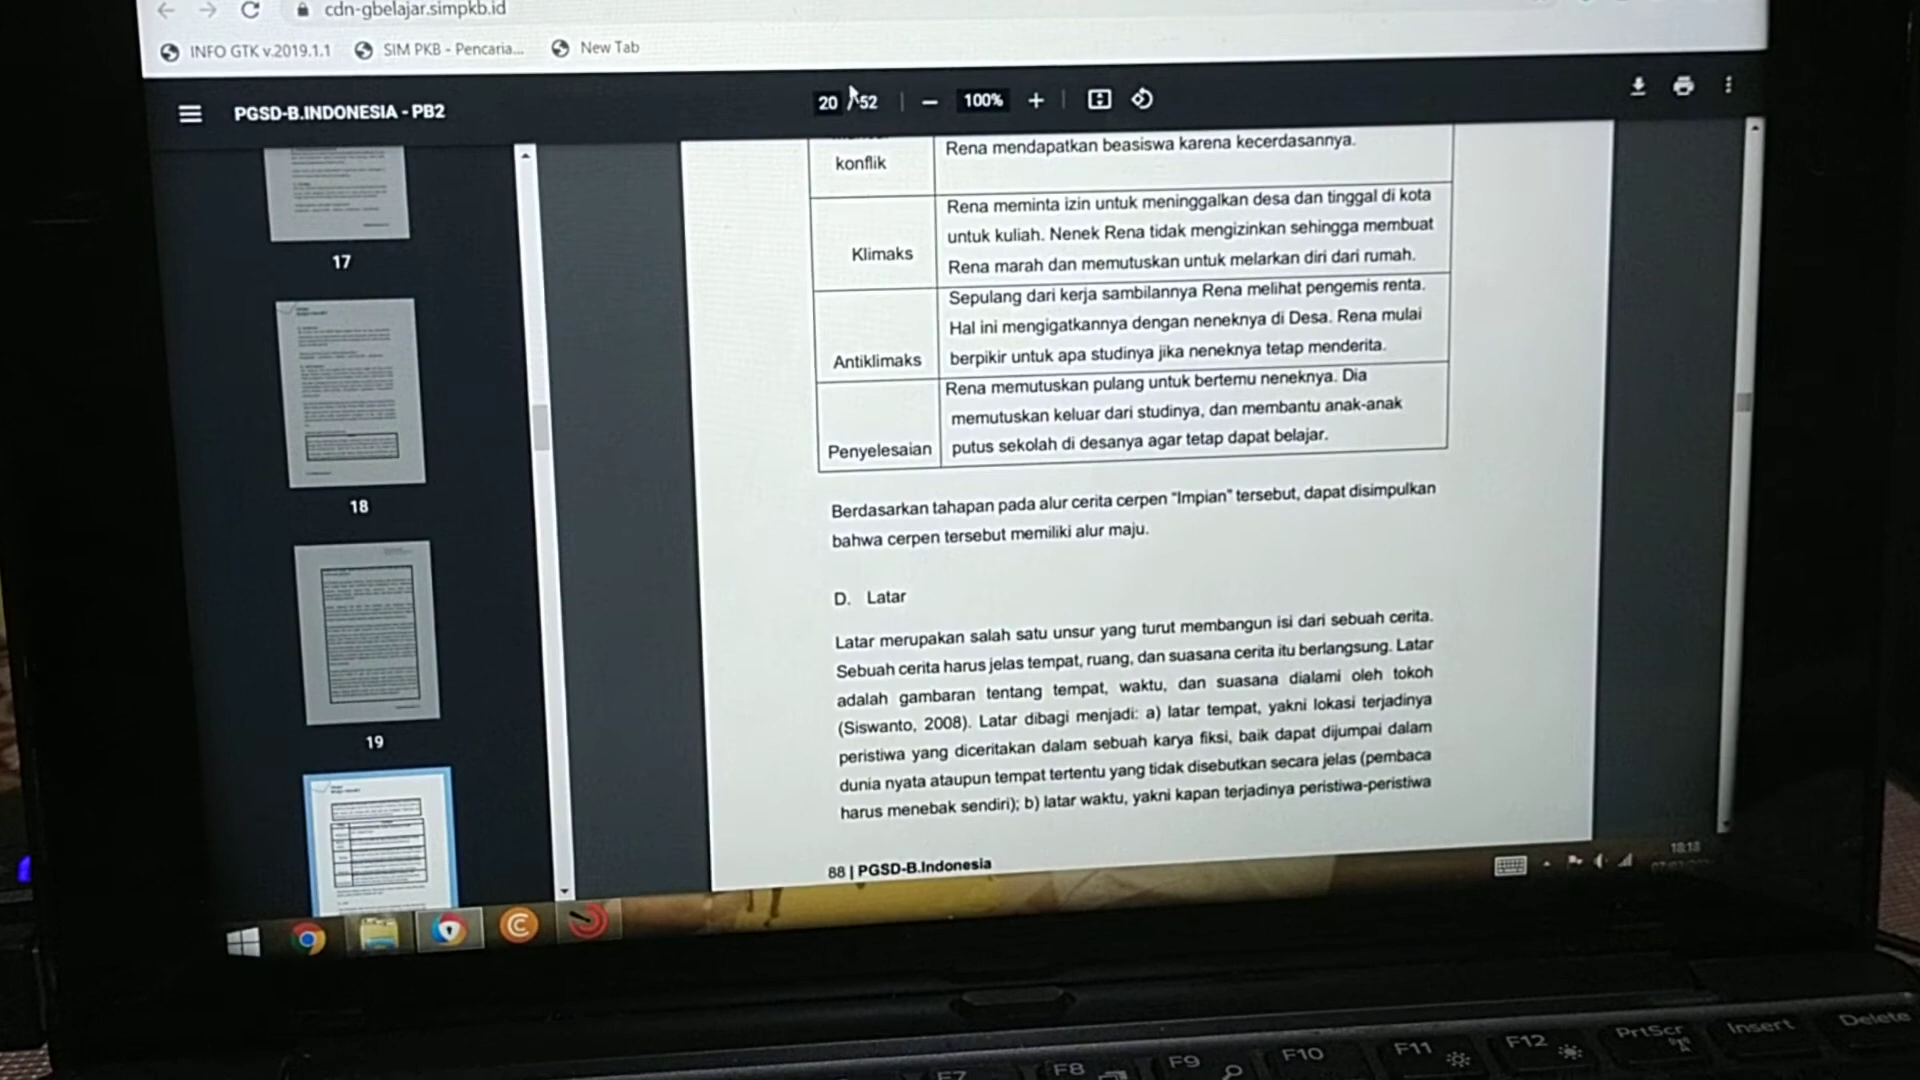 cdn-gbelajar.simpkb.id
INFO GTK v.2019.1.1
SIM PKB - Pencaria...
New Tab
PGSD-B.INDONESIA - PB2
20 / 52
100%
17
18
19
konflik
Rena mendapatkan beasiswa karena kecerdasannya.
Rena meminta izin untuk meninggalkan desa dan tinggal di kota
untuk kuliah. Nenek Rena tidak mengizinkan sehingga membuat
Klimaks
Rena marah dan memutuskan untuk melarkan diri dari rumah.
Sepulang dari kerja sambilannya Rena melihat pengemis renta.
Hal ini mengigatkannya dengan neneknya di Desa. Rena mulai
Antiklimaks
berpikir untuk apa studinya jika neneknya tetap menderita.
Rena memutuskan pulang untuk bertemu neneknya. Dia
memutuskan keluar dari studinya, dan membantu anak-anak
Penyelesaian
putus sekolah di desanya agar tetap dapat belajar.
Berdasarkan tahapan pada alur cerita cerpen "Impian" tersebut, dapat disimpulkan
bahwa cerpen tersebut memiliki alur maju.
D. Latar
Latar merupakan salah satu unsur yang turut membangun isi dari sebuah cerita.
Sebuah cerita harus jelas tempat, ruang, dan suasana cerita itu berlangsung. Latar
adalah gambaran tentang tempat, waktu, dan suasana dialami oleh tokoh
(Siswanto, 2008). Latar dibagi menjadi: a) latar tempat, yakni lokasi terjadinya
peristiwa yang diceritakan dalam sebuah karya fiksi, baik dapat dijumpai dalam
dunia nyata ataupun tempat tertentu yang tidak disebutkan secara jelas (pembaca
harus menebak sendiri); b) latar waktu, yakni kapan terjadinya peristiwa-peristiwa
88 | PGSD-B.Indonesia
18:18
F7
F8
F9
F10
F11
F12
PrtScr
Insert
Delete